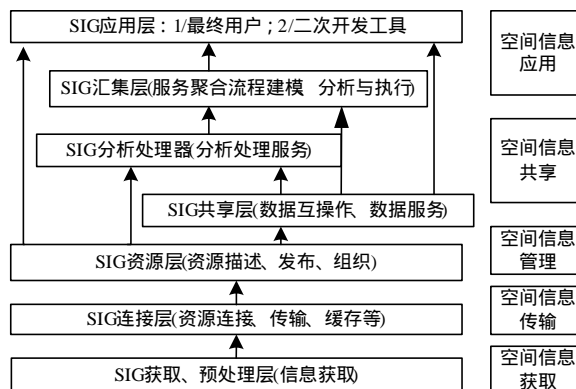 SIG应用层：1/最终用户；2/二次开发工具
空间信息
应用
SIG汇集层(服务聚合流程建模、分析与执行)
SIG分析处理器(分析处理服务)
空间信息
共享
SIG共享层(数据互操作、数据服务)
SIG资源层(资源描述、发布、组织)
空间信息
管理
SIG连接层(资源连接、传输、缓存等)
空间信息
传输
SIG获取、预处理层(信息获取)
空间信息
获取